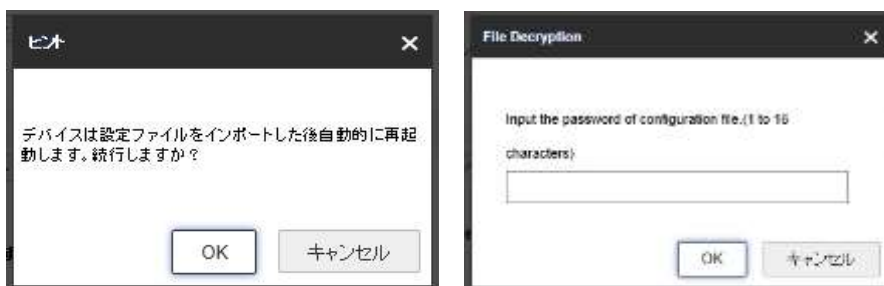 ヒント
デバイスは設定ファイルをインポートした後自動的に再起
動します。続行しますか?
OK
キャンセル
File Decryption
Input the password of configuration file.(1 to 16
characters)
OK
キャンセル